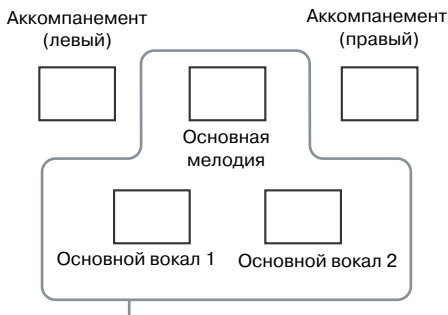 Аккомпанемент
(левый)
Аккомпанемент
(правый)
Основная
мелодия
Основной вокал 1
Основной вокал 2